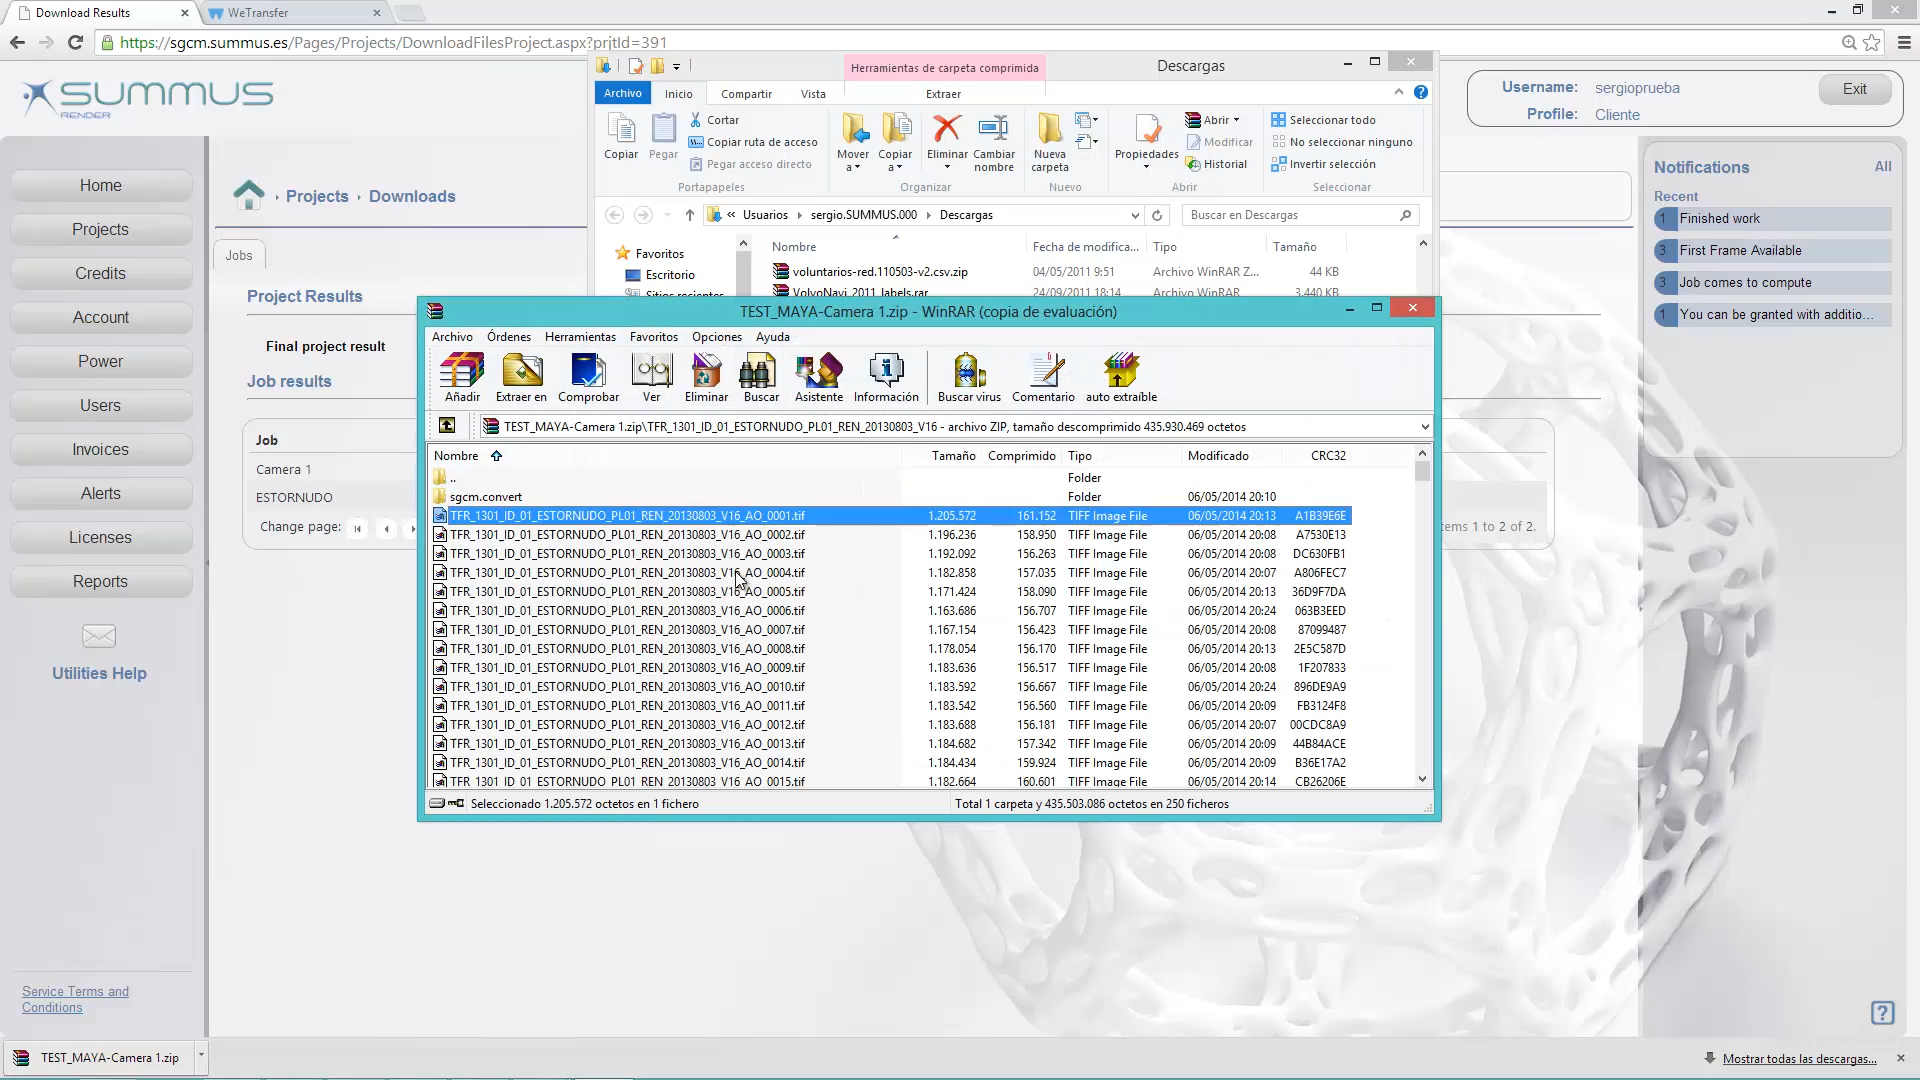 Download Results
WeTransfer
https://sgcm.summus.es/Pages/Projects/DownloadFilesProject.aspx?prjtId=391
SUMMUS
RENDER
Username: sergioprueba
Profile: Cliente
Exit
Home
Projects
Credits
Account
Power
Users
Invoices
Alerts
Licenses
Reports
Utilities Help
Service Terms and
Conditions
Projects
Downloads
Jobs
Project Results
Final project result
Job results
Job
Camera 1
ESTORNUDO
Change page:
tems 1 to 2 of 2.
Notifications
All
Recent
1 Finished work
3 First Frame Available
3 Job comes to compute
1 You can be granted with additio...
Herramientas de carpeta comprimida
Descargas
Archivo
Inicio
Compartir
Vista
Extraer
Copiar
Pegar
Cortar
Copiar ruta de acceso
Pegar acceso directo
Portapapeles
Mover a
Copiar a
Eliminar
Cambiar nombre
Organizar
Nueva carpeta
Nuevo
Propiedades
Abrir
Modificar
Historial
Abrir
Seleccionar todo
No seleccionar ninguno
Invertir selección
Seleccionar
« Usuarios
sergio.SUMMUS.000
Descargas
Buscar en Descargas
Favoritos
Escritorio
Sitios recientes
Nombre Fecha de modifica... Tipo Tamaño
voluntarios-red.110503-v2.csv.zip 04/05/2011 9:51 Archivo WinRAR Z... 44 KB
VolvoNavi_2011_labels.rar 24/09/2011 18:14 Archivo WinRAR 3.440 KB
TEST_MAYA-Camera 1.zip - WinRAR (copia de evaluación)
Archivo Órdenes Herramientas Favoritos Opciones Ayuda
Añadir
Extraer en
Comprobar
Ver
Eliminar
Buscar
Asistente
Información
Buscar virus
Comentario
auto extraíble
TEST_MAYA-Camera 1.zip\TFR_1301_ID_01_ESTORNUDO_PL01_REN_20130803_V16 - archivo ZIP, tamaño descomprimido 435.930.469 octetos
Nombre Tamaño Comprimido Tipo Modificado CRC32
.. Folder
sgcm.convert Folder 06/05/2014 20:10
TFR_1301_ID_01_ESTORNUDO_PL01_REN_20130803_V16_AO_0001.tif 1.205.572 161.152 TIFF Image File 06/05/2014 20:13 A1B39E6E
TFR_1301_ID_01_ESTORNUDO_PL01_REN_20130803_V16_AO_0002.tif 1.196.236 158.950 TIFF Image File 06/05/2014 20:08 A7530E13
TFR_1301_ID_01_ESTORNUDO_PL01_REN_20130803_V16_AO_0003.tif 1.192.092 156.263 TIFF Image File 06/05/2014 20:08 DC630FB1
TFR_1301_ID_01_ESTORNUDO_PL01_REN_20130803_V16_AO_0004.tif 1.182.858 157.035 TIFF Image File 06/05/2014 20:07 A806FEC7
TFR_1301_ID_01_ESTORNUDO_PL01_REN_20130803_V16_AO_0005.tif 1.171.424 158.090 TIFF Image File 06/05/2014 20:13 36D9F7DA
TFR_1301_ID_01_ESTORNUDO_PL01_REN_20130803_V16_AO_0006.tif 1.163.686 156.707 TIFF Image File 06/05/2014 20:24 063B3EED
TFR_1301_ID_01_ESTORNUDO_PL01_REN_20130803_V16_AO_0007.tif 1.167.154 156.423 TIFF Image File 06/05/2014 20:08 87099487
TFR_1301_ID_01_ESTORNUDO_PL01_REN_20130803_V16_AO_0008.tif 1.178.054 156.170 TIFF Image File 06/05/2014 20:13 2E5C587D
TFR_1301_ID_01_ESTORNUDO_PL01_REN_20130803_V16_AO_0009.tif 1.183.636 156.517 TIFF Image File 06/05/2014 20:08 1F207833
TFR_1301_ID_01_ESTORNUDO_PL01_REN_20130803_V16_AO_0010.tif 1.183.592 156.667 TIFF Image File 06/05/2014 20:24 896DE9A9
TFR_1301_ID_01_ESTORNUDO_PL01_REN_20130803_V16_AO_0011.tif 1.183.542 156.560 TIFF Image File 06/05/2014 20:09 FB3124F8
TFR_1301_ID_01_ESTORNUDO_PL01_REN_20130803_V16_AO_0012.tif 1.183.688 156.181 TIFF Image File 06/05/2014 20:07 00CDC8A9
TFR_1301_ID_01_ESTORNUDO_PL01_REN_20130803_V16_AO_0013.tif 1.184.682 157.342 TIFF Image File 06/05/2014 20:09 44B84ACE
TFR_1301_ID_01_ESTORNUDO_PL01_REN_20130803_V16_AO_0014.tif 1.184.434 159.924 TIFF Image File 06/05/2014 20:09 B36E17A2
TFR_1301_ID_01_ESTORNUDO_PL01_REN_20130803_V16_AO_0015.tif 1.182.664 160.601 TIFF Image File 06/05/2014 20:14 CB26206E
Seleccionado 1.205.572 octetos en 1 fichero
Total 1 carpeta y 435.503.086 octetos en 250 ficheros
TEST_MAYA-Camera 1.zip
Mostrar todas las descargas...